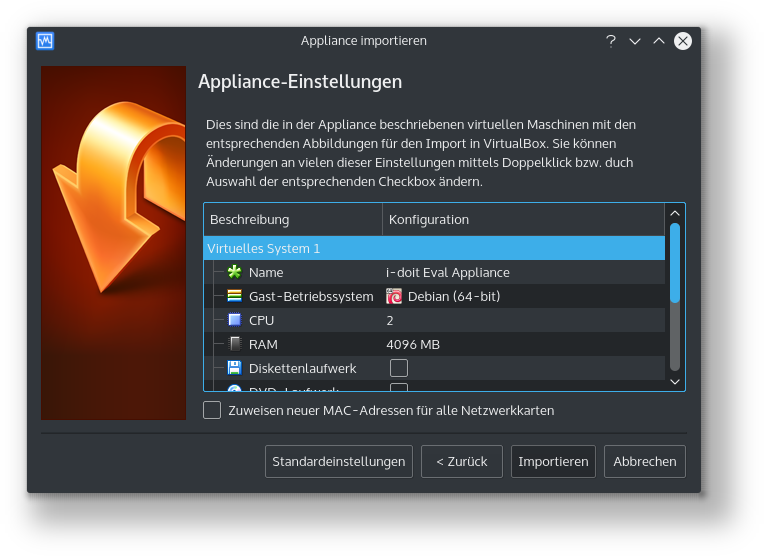 Appliance importieren
?
Appliance-Einstellungen
Dies sind die in der Appliance beschriebenen virtuellen Maschinen mit den
entsprechenden Abbildungen für den Import in VirtualBox. Sie können
Änderungen an vielen dieser Einstellungen mittels Doppelklick bzw. duch
Auswahl der entsprechenden Checkbox ändern.
Beschreibung Konfiguration
Virtuelles System 1
Name i-doit Eval Appliance
Gast-Betriebssystem Debian (64-bit)
CPU 2
RAM 4096 MB
Diskettenlaufwerk
DVD-Laufwerk
Zuweisen neuer MAC-Adressen für alle Netzwerkkarten
Standardeinstellungen < Zurück Importieren Abbrechen